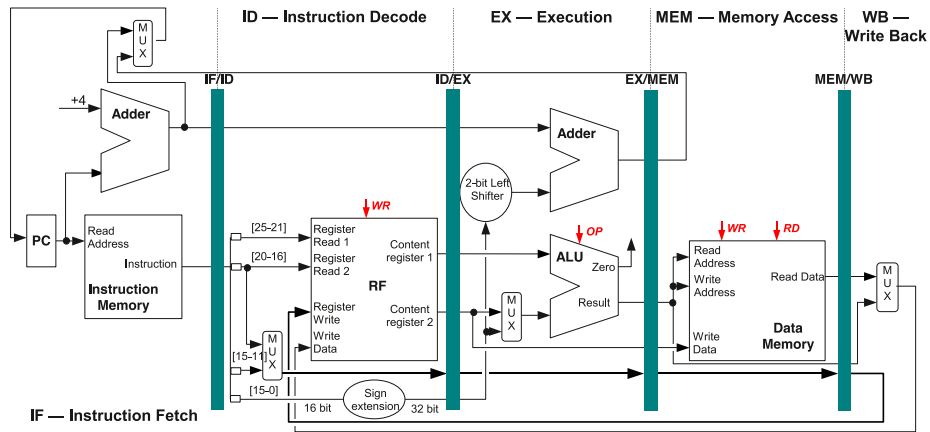 ID — Instruction Decode
EX — Execution
MEM — Memory Access
WB —
Write Back
M
U
X
IF/ID
ID/EX
EX/MEM
MEM/WB
+4
Adder
Adder
2-bit Left
Shifter
PC
Read
Address
Instruction
Instruction
Memory
[25-21]
[20-16]
[15-11]
[15-0]
WR
Register
Read 1
Register
Read 2
RF
Register
Write
Write
Data
Content
register 1
Content
register 2
M
U
X
16 bit
Sign
extension
32 bit
M
U
X
OP
ALU
Zero
Result
WR
RD
Read
Address
Write
Address
Write
Data
Read Data
Data
Memory
M
U
X
IF — Instruction Fetch